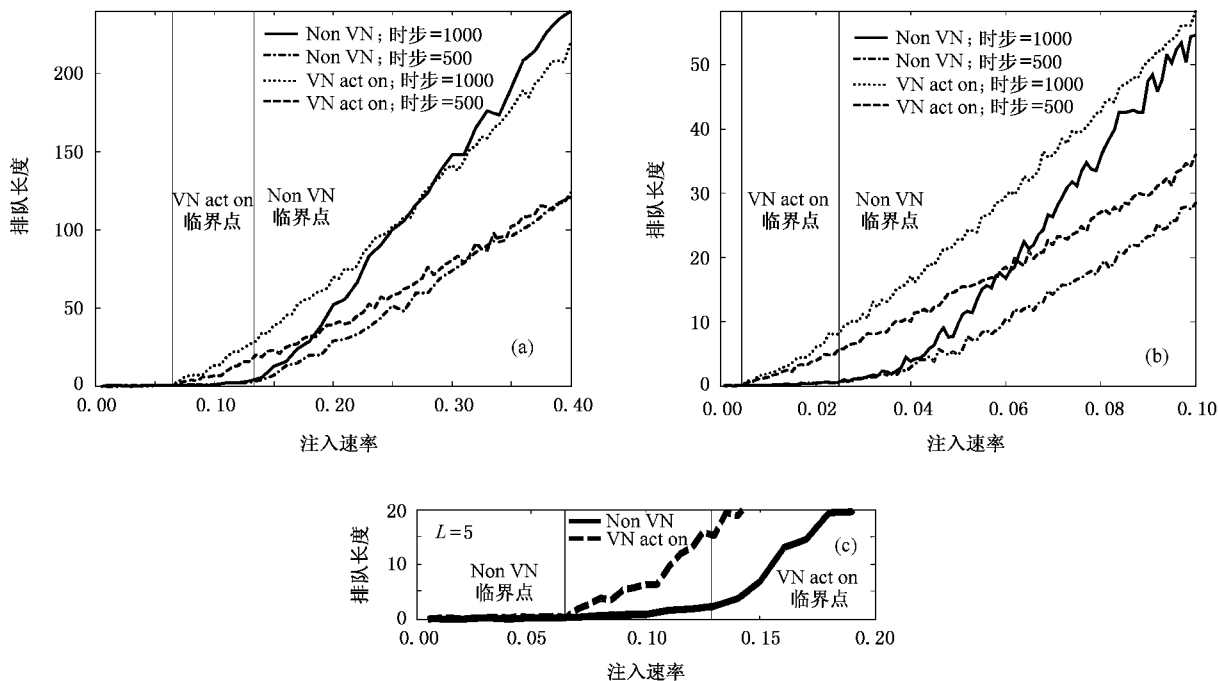 Non VN; 时步=1000
Non VN; 时步=500
VN act on; 时步=1000
VN act on; 时步=500
200
150
100
50
0
排队长度
VN act on
临界点
Non VN
临界点
(a)
0.00
0.10
0.20
0.30
0.40
注入速率
Non VN; 时步=1000
Non VN; 时步=500
VN act on; 时步=1000
VN act on; 时步=500
50
40
30
20
10
0
排队长度
VN act on
临界点
Non VN
临界点
(b)
0.00
0.02
0.04
0.06
0.08
0.10
注入速率
L=5
Non VN
VN act on
20
10
0
排队长度
Non VN
临界点
(c)
VN act on
临界点
0.00
0.05
0.10
0.15
0.20
注入速率